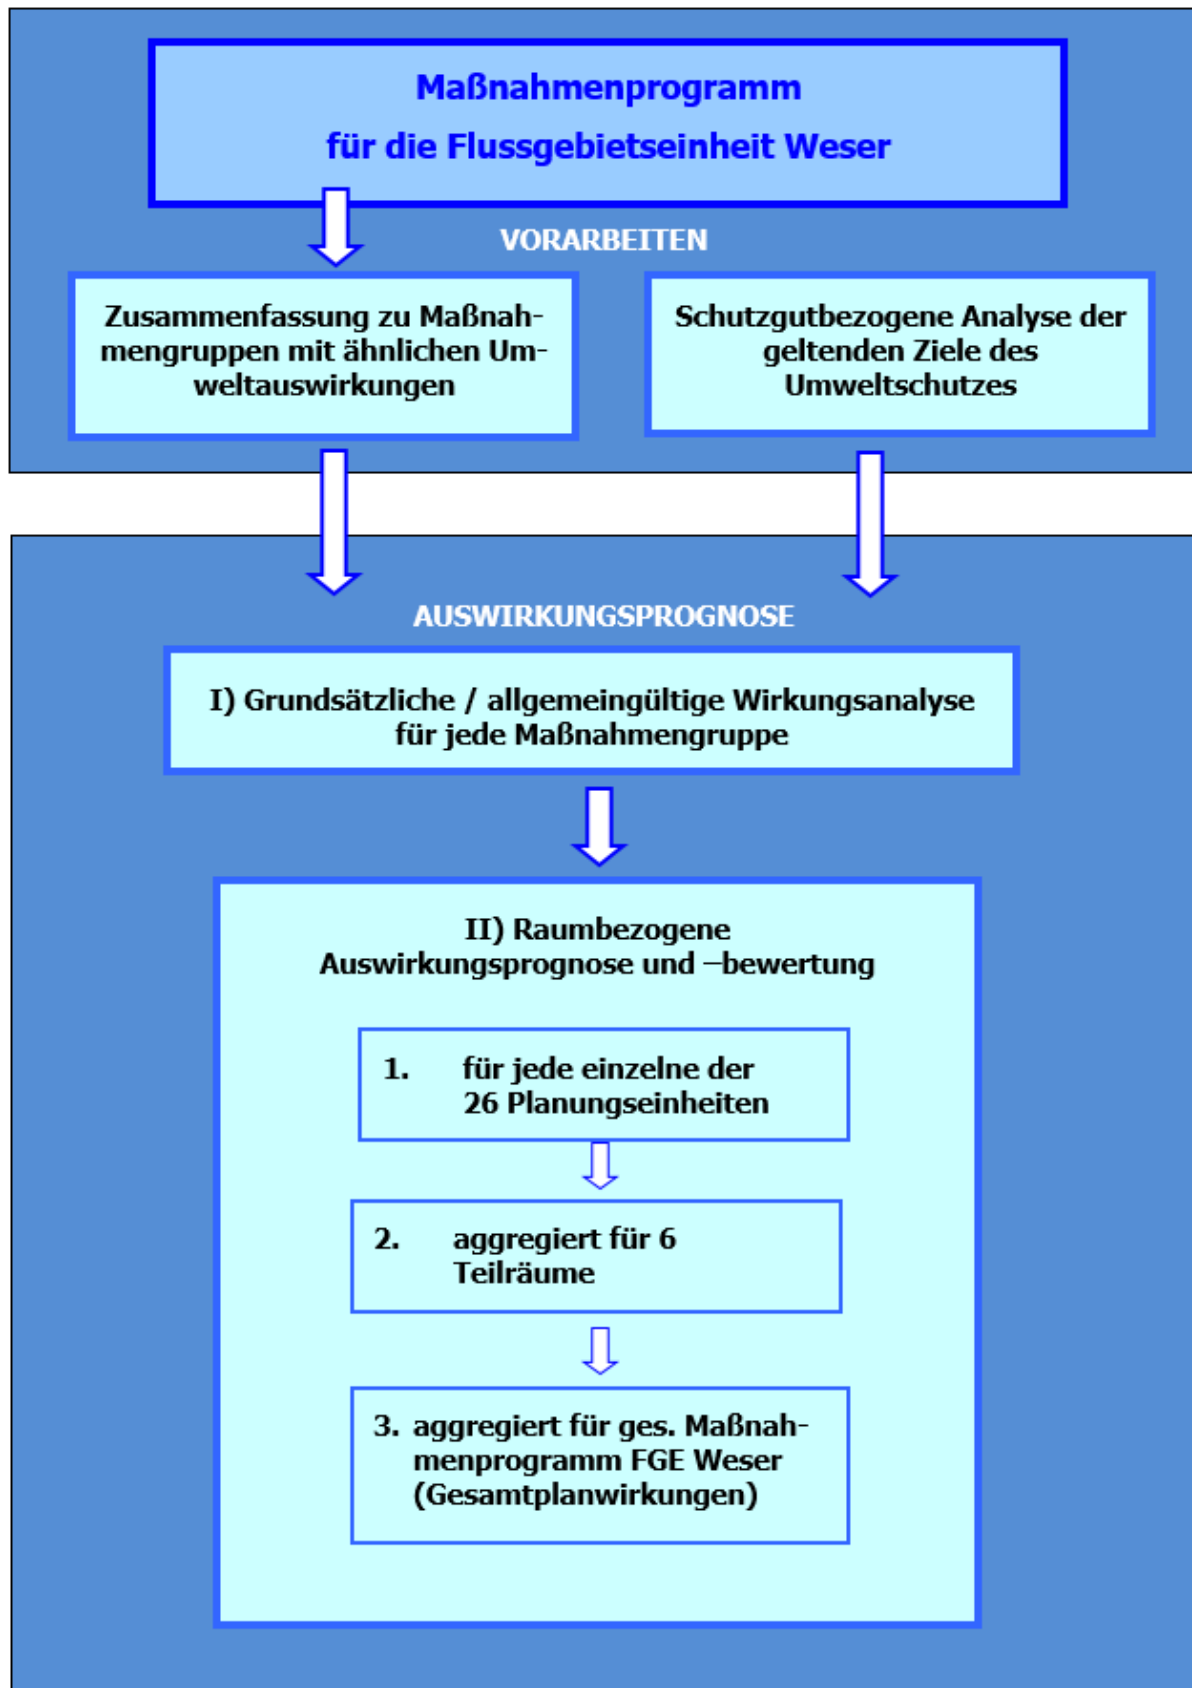 Maßnahmenprogramm
für die Flussgebietseinheit Weser
VORARBEITEN
Zusammenfassung zu Maßnah-
mengruppen mit ähnlichen Um-
weltauswirkungen
Schutzgutbezogene Analyse der
geltenden Ziele des
Umweltschutzes
AUSWIRKUNGSPROGNOSE
I) Grundsätzliche / allgemeingültige Wirkungsanalyse
für jede Maßnahmengruppe
II) Raumbezogene
Auswirkungsprognose und –bewertung
1. für jede einzelne der
26 Planungseinheiten
2. aggregiert für 6
Teilräume
3. aggregiert für ges. Maßnah-
menprogramm FGE Weser
(Gesamtplanwirkungen)